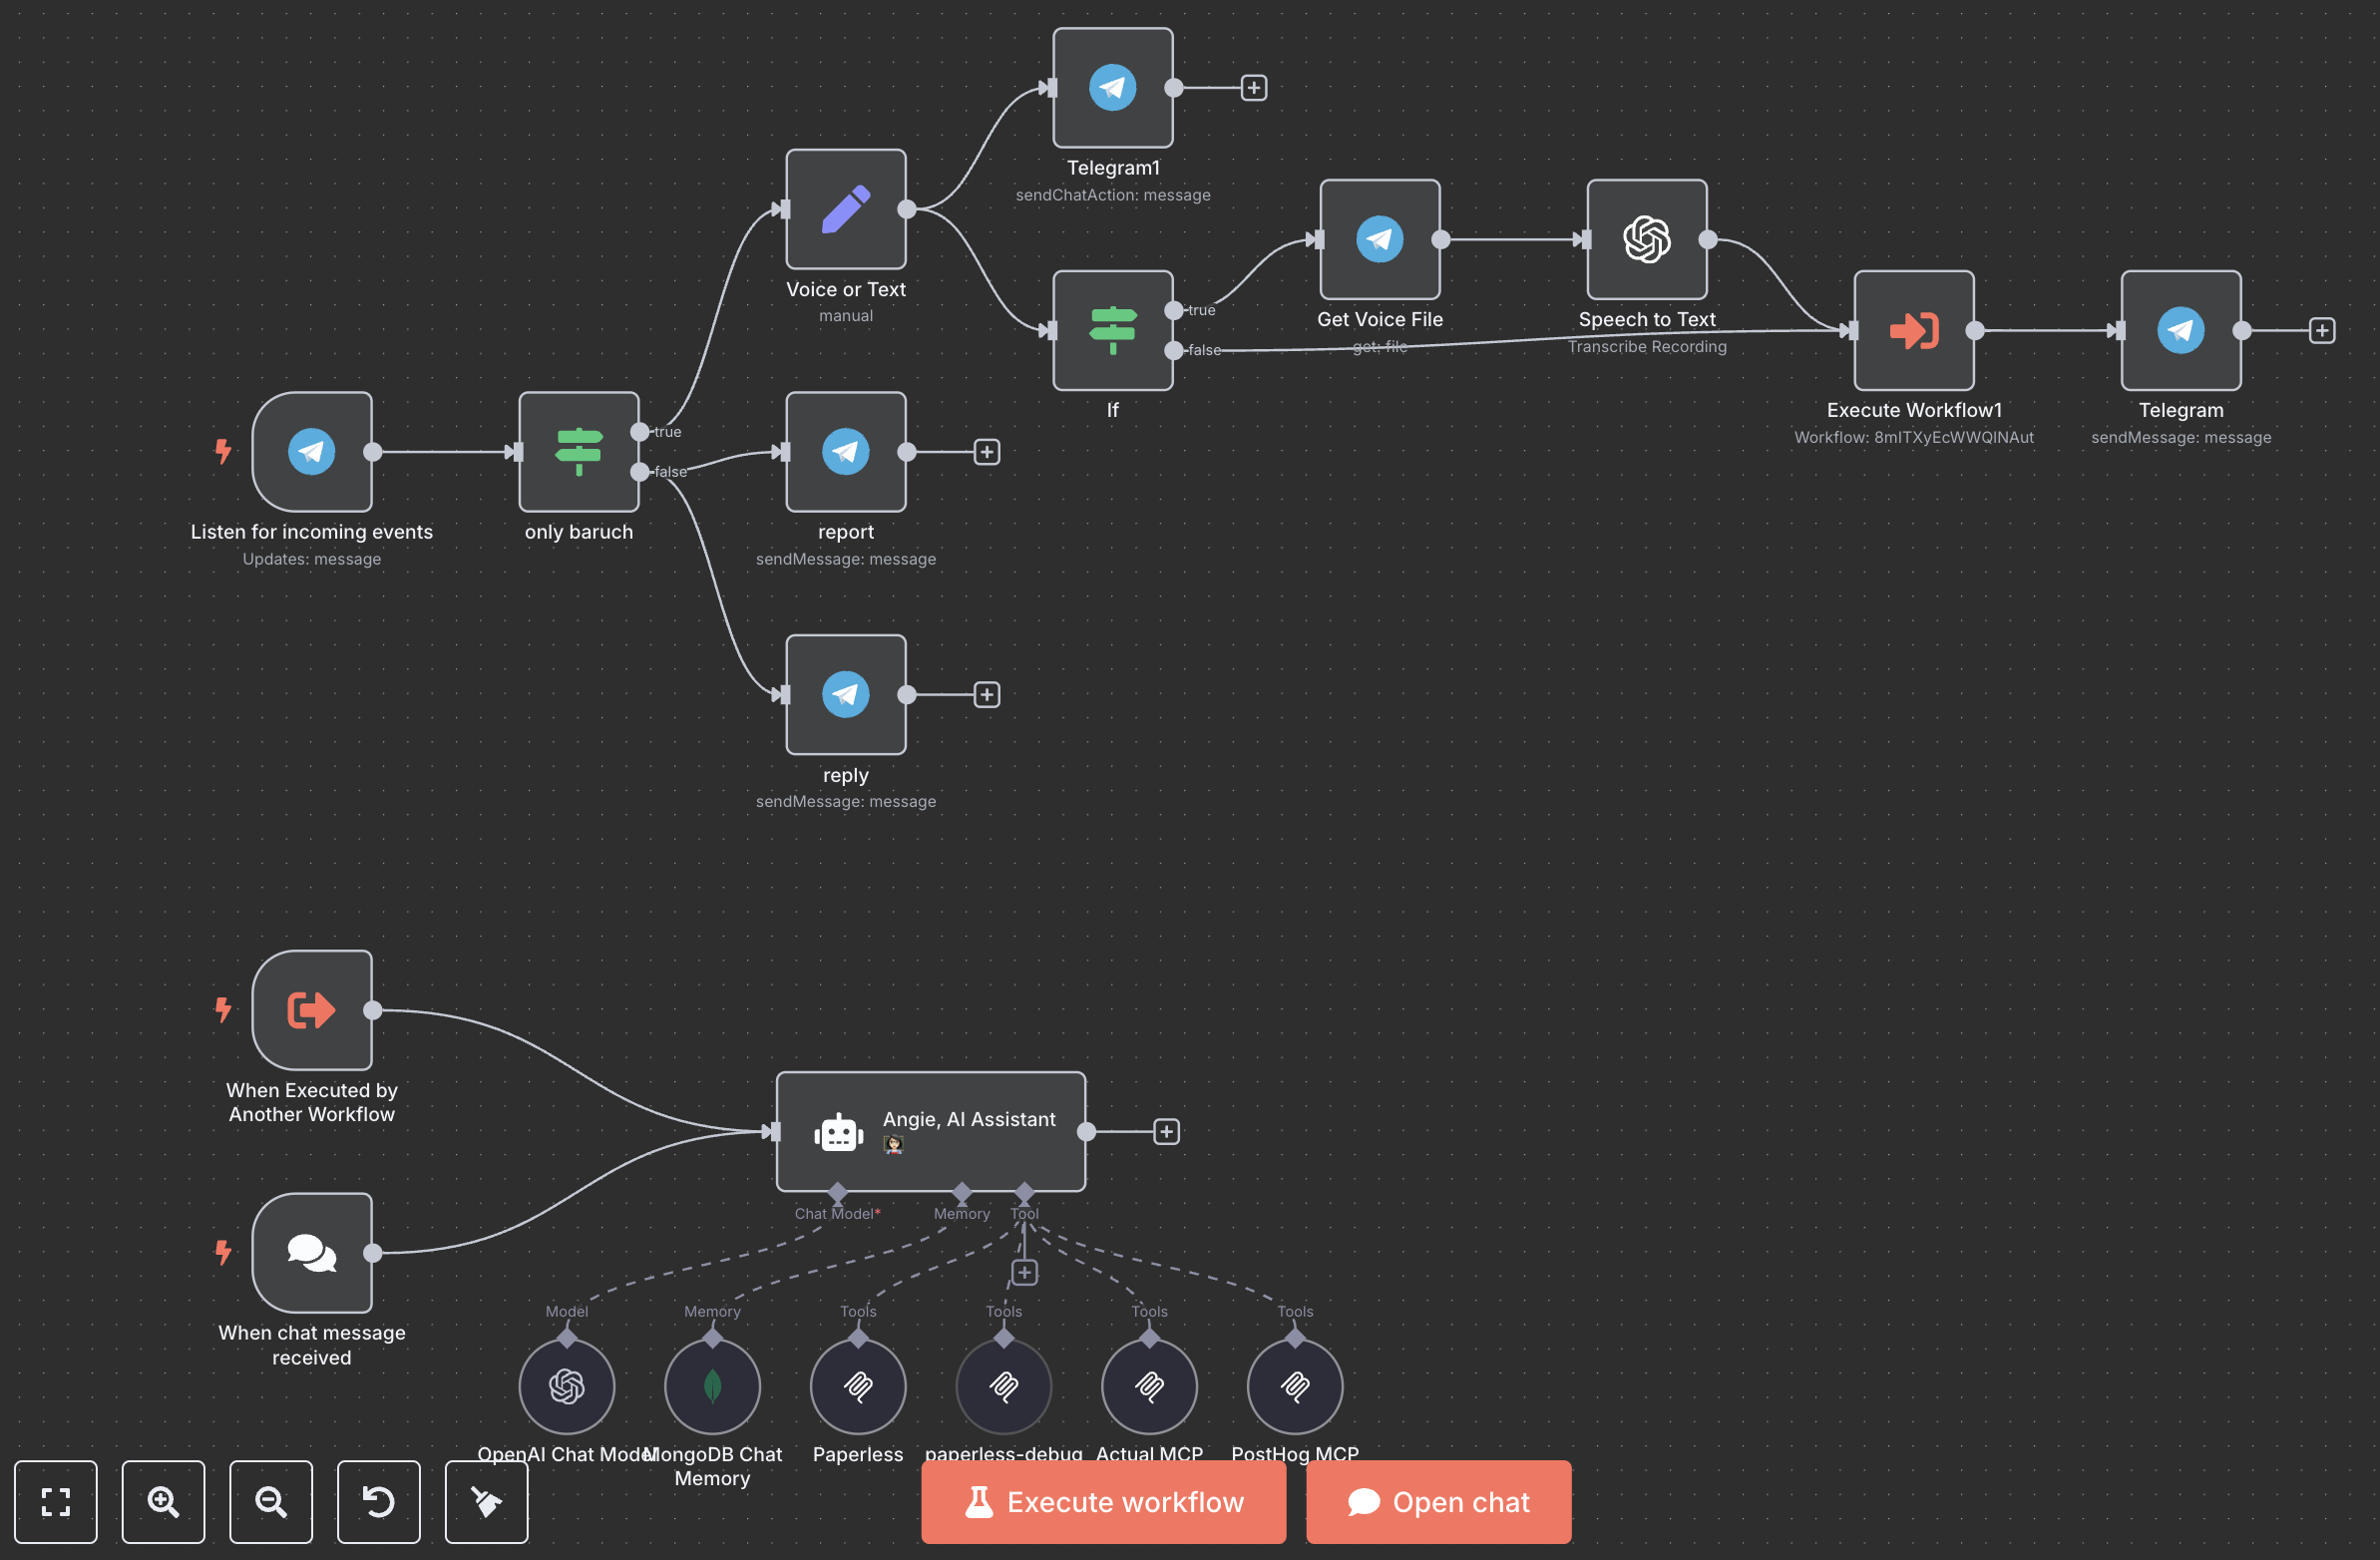 Telegram1
sendChatAction: message
Voice or Text
manual
true
false
If
Get Voice File
get: file
Speech to Text
Transcribe Recording
Execute Workflow1
Workflow: 8mITXyEcWWQINAut
Telegram
sendMessage: message
Listen for incoming events
Updates: message
only baruch
true
false
report
sendMessage: message
reply
sendMessage: message
When Executed by
Another Workflow
Angie, AI Assistant
Chat Model*
Memory
Tool
When chat message
received
Model
Memory
Tools
Tools
Tools
Tools
OpenAI Chat Model
MongoDB Chat
Memory
Paperless
paperless-debug
Actual MCP
PostHog MCP
Execute workflow
Open chat